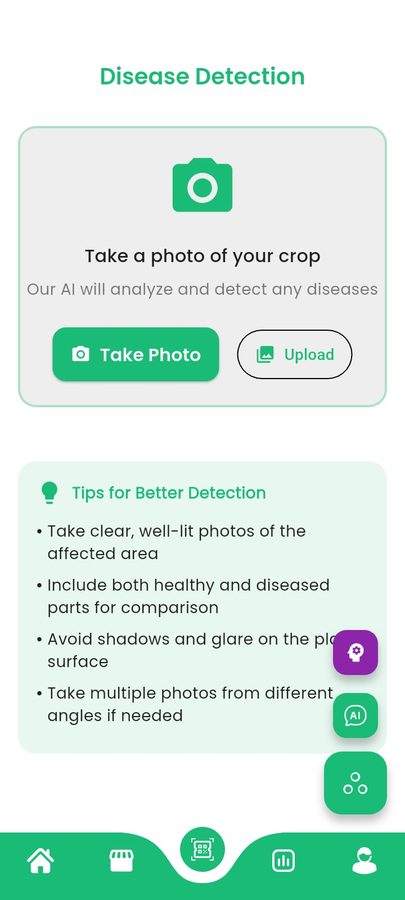 Disease Detection
Take a photo of your crop
Our AI will analyze and detect any diseases
Take Photo
Upload
Tips for Better Detection
• Take clear, well-lit photos of the
affected area
• Include both healthy and diseased
parts for comparison
• Avoid shadows and glare on the
surface
• Take multiple photos from different
angles if needed
AI